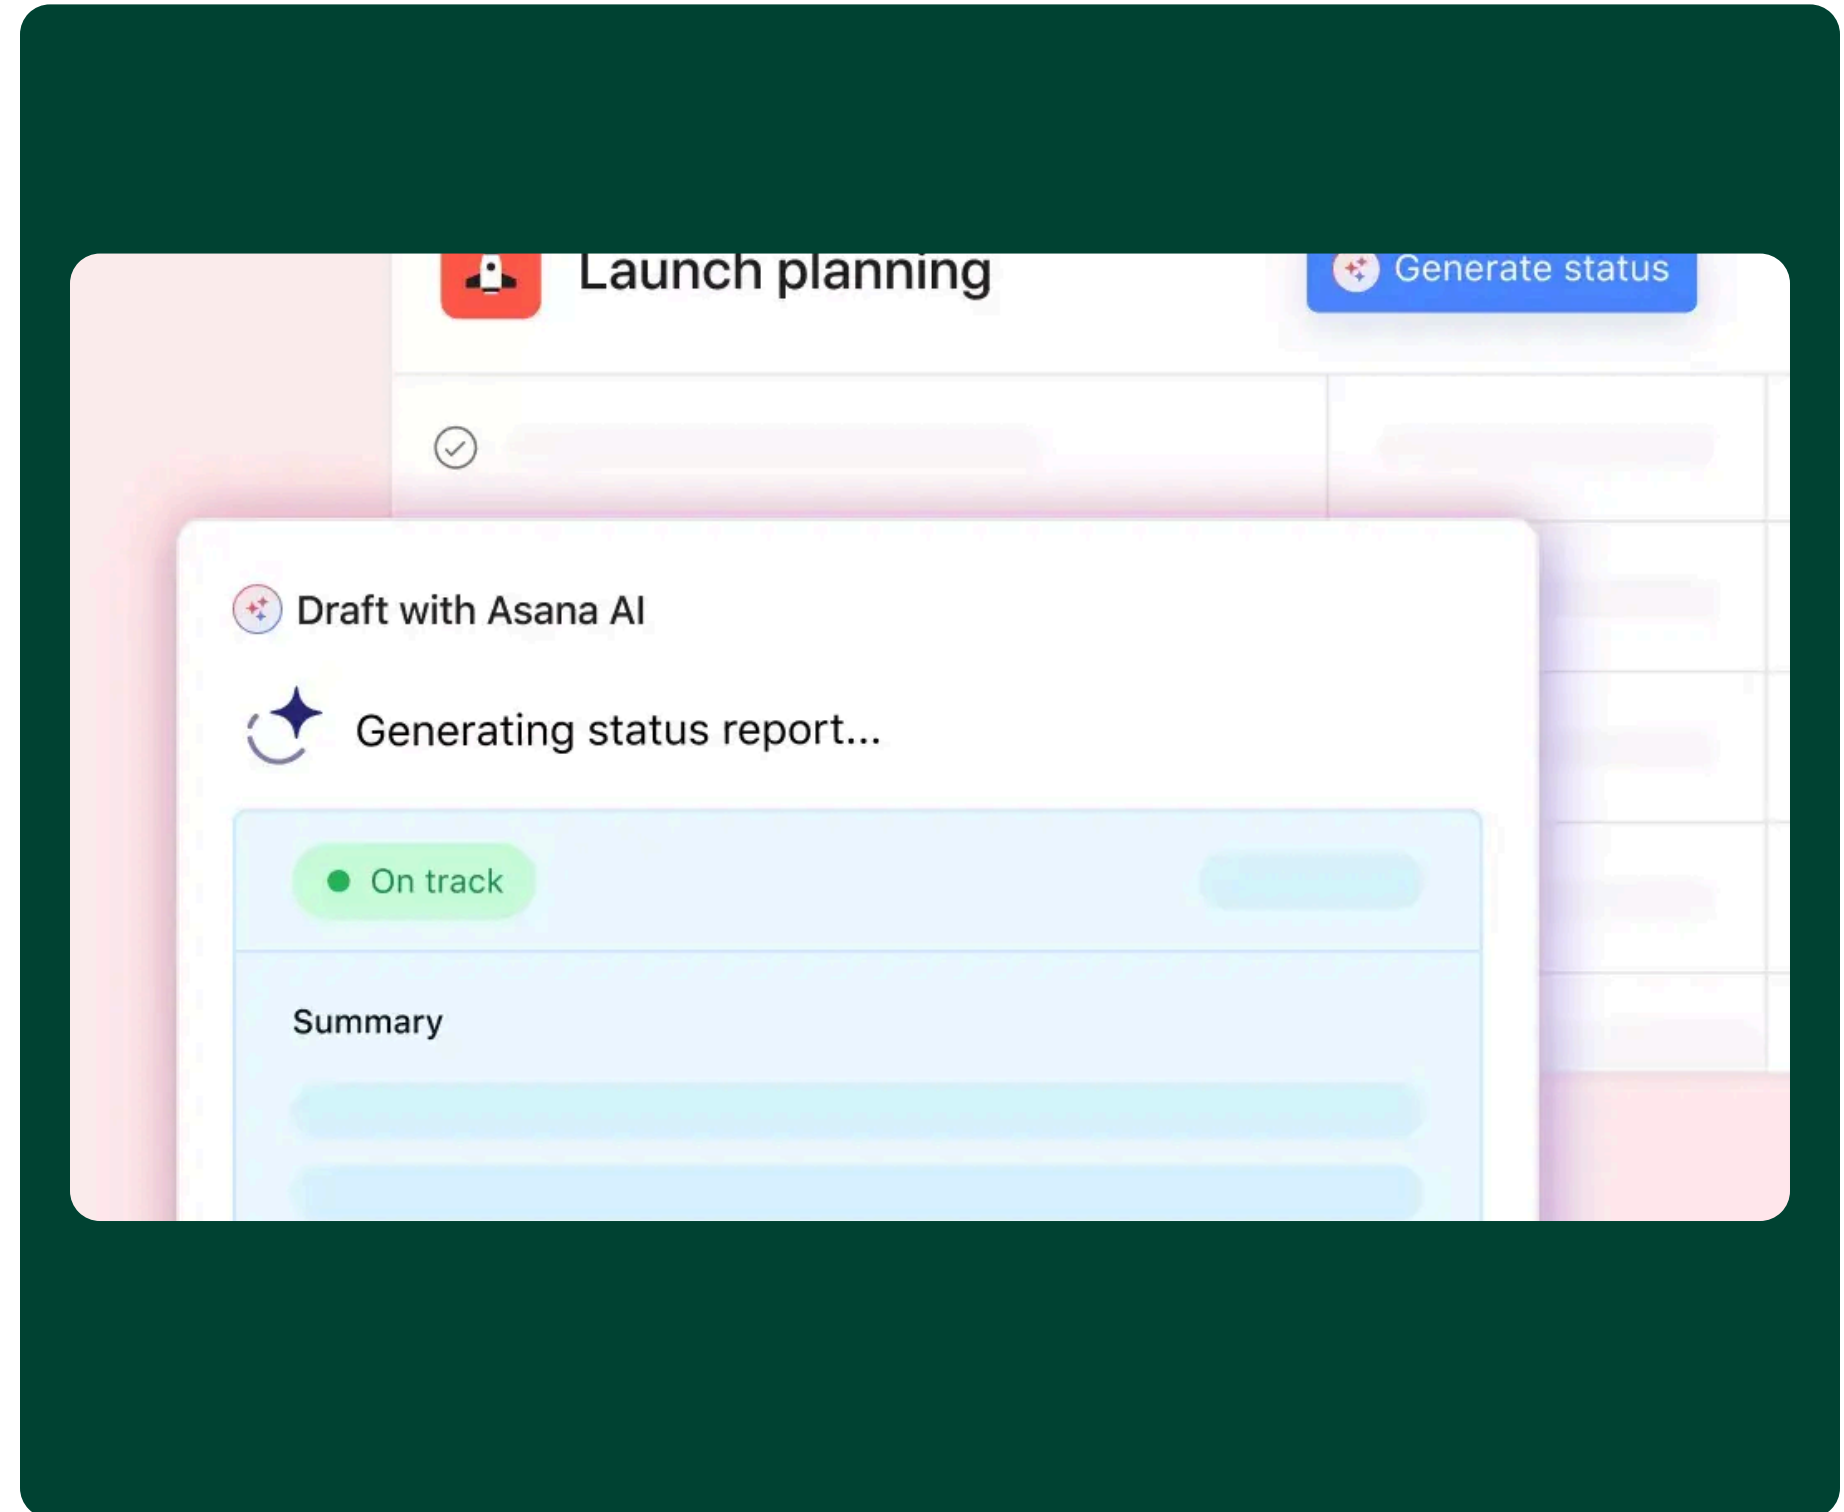 Launch planning
Generate status
Draft with Asana AI
Generating status report...
On track
Summary